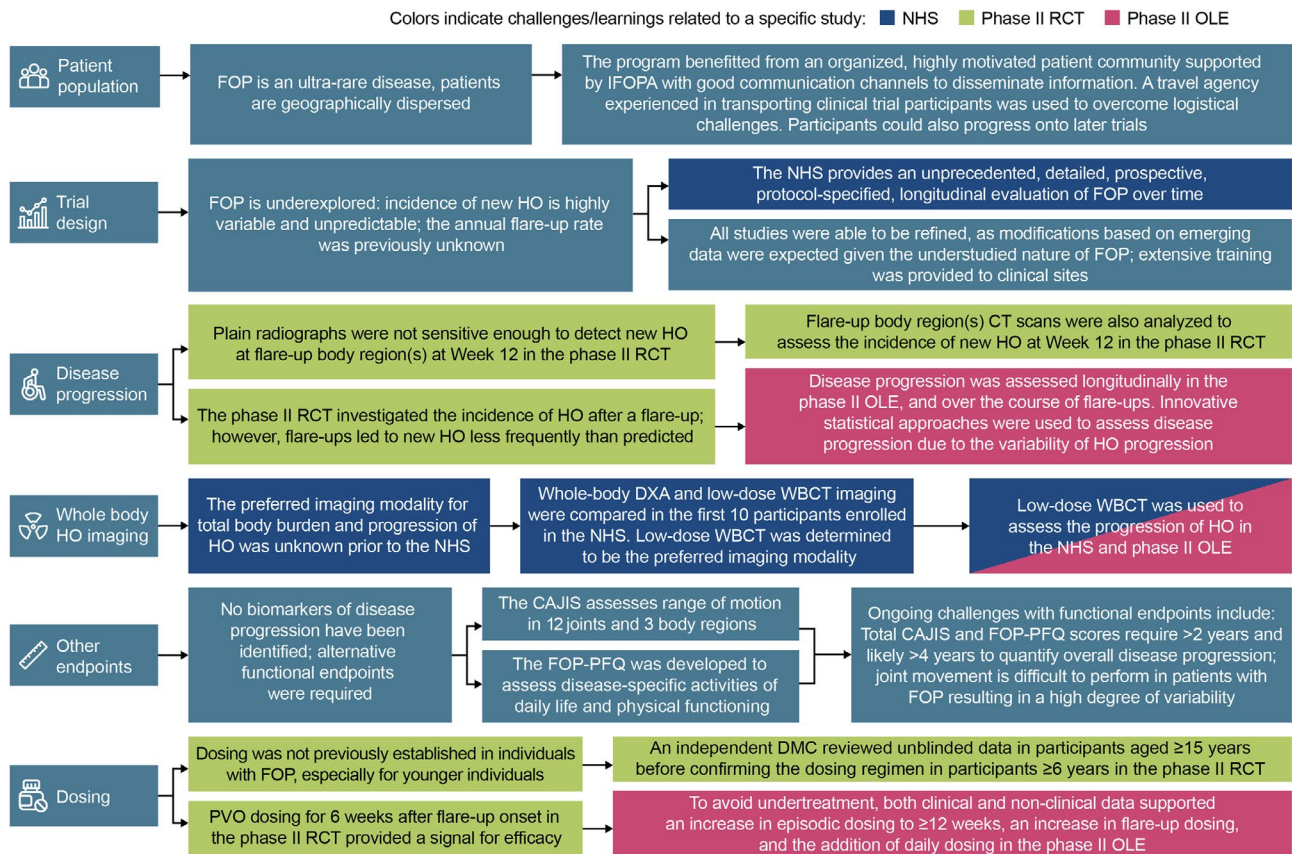 Colors indicate challenges/learnings related to a specific study: NHS Phase II RCT Phase II OLE
Patient
population
FOP is an ultra-rare disease, patients
are geographically dispersed
The program benefitted from an organized, highly motivated patient community supported
by IFOPA with good communication channels to disseminate information. A travel agency
experienced in transporting clinical trial participants was used to overcome logistical
challenges. Participants could also progress onto later trials
Trial
design
FOP is underexplored: incidence of new HO is highly
variable and unpredictable; the annual flare-up rate
was previously unknown
The NHS provides an unprecedented, detailed, prospective,
protocol-specified, longitudinal evaluation of FOP over time
All studies were able to be refined, as modifications based on emerging
data were expected given the understudied nature of FOP; extensive training
was provided to clinical sites
Disease
progression
Plain radiographs were not sensitive enough to detect new HO
at flare-up body region(s) at Week 12 in the phase II RCT
Flare-up body region(s) CT scans were also analyzed to
assess the incidence of new HO at Week 12 in the phase II RCT
The phase II RCT investigated the incidence of HO after a flare-up;
however, flare-ups led to new HO less frequently than predicted
Disease progression was assessed longitudinally in the
phase II OLE, and over the course of flare-ups. Innovative
statistical approaches were used to assess disease
progression due to the variability of HO progression
Whole body
HO imaging
The preferred imaging modality for
total body burden and progression of
HO was unknown prior to the NHS
Whole-body DXA and low-dose WBCT imaging
were compared in the first 10 participants enrolled
in the NHS. Low-dose WBCT was determined
to be the preferred imaging modality
Low-dose WBCT was used to
assess the progression of HO in
the NHS and phase II OLE
Other
endpoints
No biomarkers of disease
progression have been
identified; alternative
functional endpoints
were required
The CAJIS assesses range of motion
in 12 joints and 3 body regions
The FOP-PFQ was developed to
assess disease-specific activities of
daily life and physical functioning
Ongoing challenges with functional endpoints include:
Total CAJIS and FOP-PFQ scores require >2 years and
likely >4 years to quantify overall disease progression;
joint movement is difficult to perform in patients with
FOP resulting in a high degree of variability
Dosing
Dosing was not previously established in individuals
with FOP, especially for younger individuals
An independent DMC reviewed unblinded data in participants aged ≥15 years
before confirming the dosing regimen in participants ≥6 years in the phase II RCT
PVO dosing for 6 weeks after flare-up onset in
the phase II RCT provided a signal for efficacy
To avoid undertreatment, both clinical and non-clinical data supported
an increase in episodic dosing to ≥12 weeks, an increase in flare-up dosing,
and the addition of daily dosing in the phase II OLE